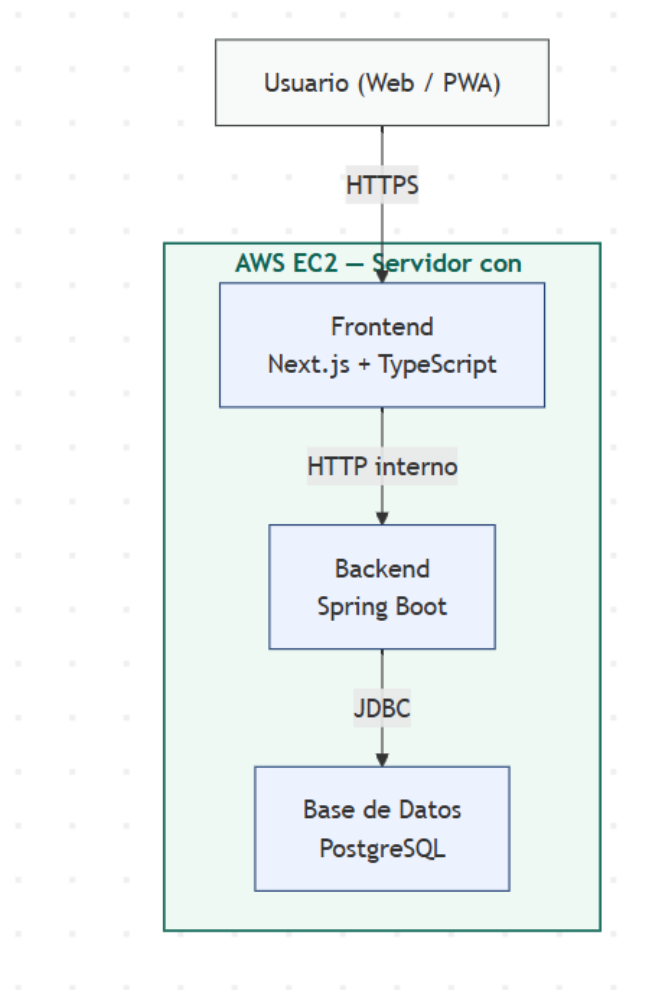 Usuario (Web / PWA)
HTTPS
AWS EC2 — Servidor con
Frontend
Next.js + TypeScript
HTTP interno
Backend
Spring Boot
JDBC
Base de Datos
PostgreSQL